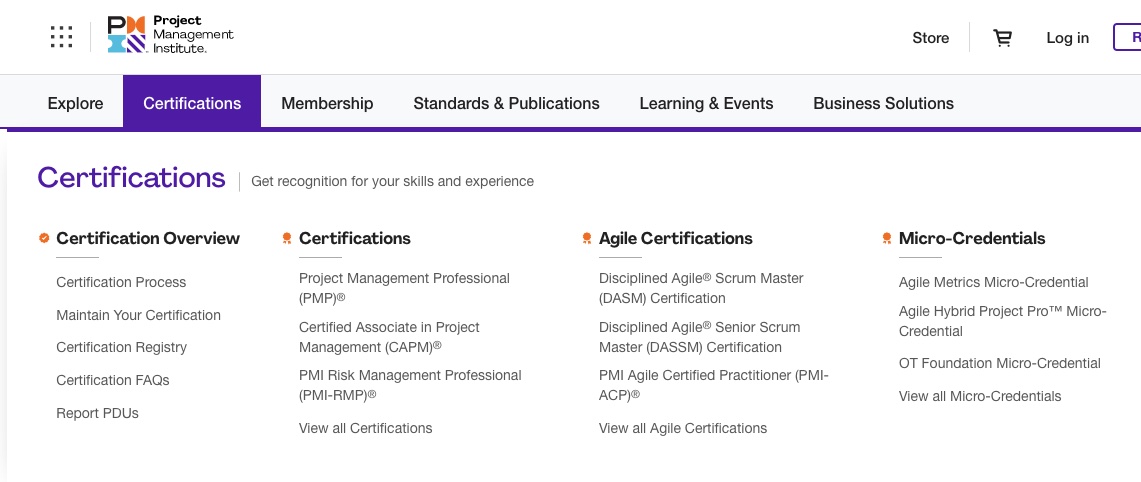 Project
Management
Institute.
Store
Log in
R
Explore
Certifications
Membership
Standards & Publications
Learning & Events
Business Solutions
Certifications
Get recognition for your skills and experience
Certification Overview
Certification Process
Maintain Your Certification
Certification Registry
Certification FAQs
Report PDUs
Certifications
Project Management Professional
(PMP)®
Certified Associate in Project
Management (CAPM)®
PMI Risk Management Professional
(PMI-RMP)®
View all Certifications
Agile Certifications
Disciplined Agile® Scrum Master
(DASM) Certification
Disciplined Agile® Senior Scrum
Master (DASSM) Certification
PMI Agile Certified Practitioner (PMI-
ACP)®
View all Agile Certifications
Micro-Credentials
Agile Metrics Micro-Credential
Agile Hybrid Project Pro™ Micro-
Credential
OT Foundation Micro-Credential
View all Micro-Credentials